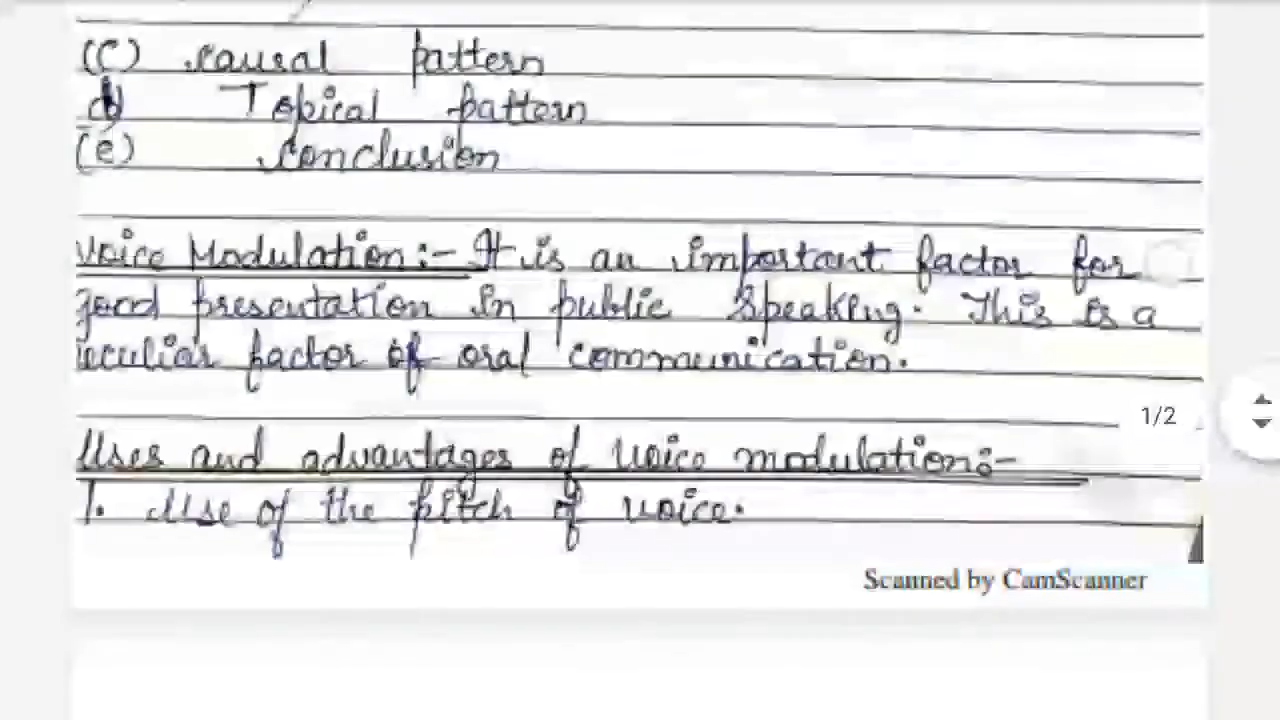 (C) causal pattern
d) Topical pattern
(e) conclusion
Voice Modulation:- It is an important factor for
good presentation in public speaking. This is a
eculiar factor of oral communication.
1/2
Uses and advantages of voice modulation:-
1. Use of the pitch of voice.
Scanned by CamScanner